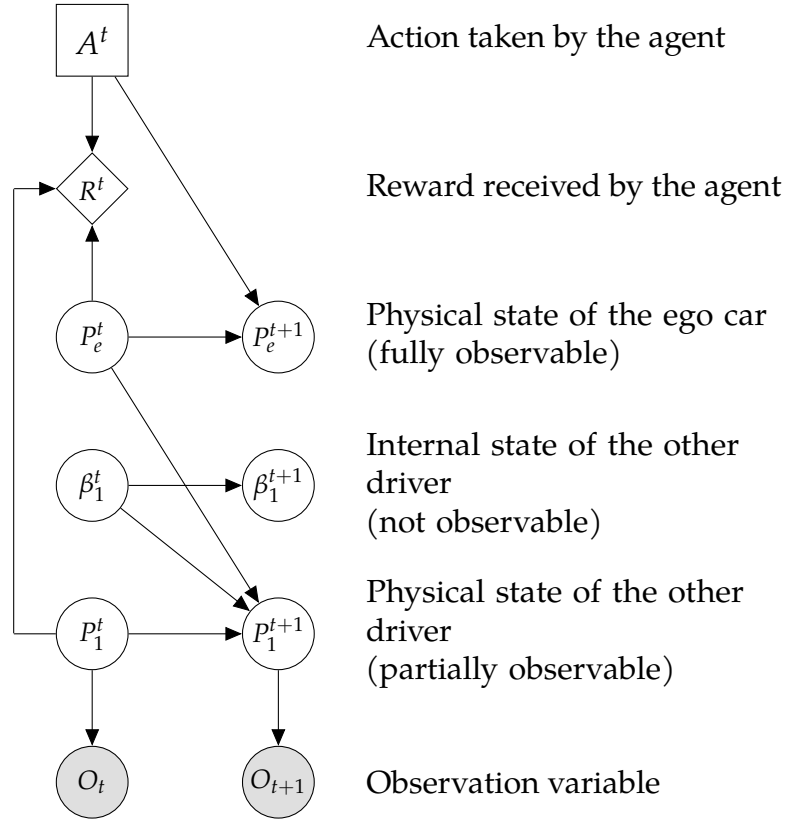 A^t Action taken by the agent
R^t Reward received by the agent
P_e^t P_e^{t+1} Physical state of the ego car
(fully observable)
β_1^t β_1^{t+1} Internal state of the other
driver
(not observable)
P_1^t P_1^{t+1} Physical state of the other
driver
(partially observable)
O_t O_{t+1} Observation variable